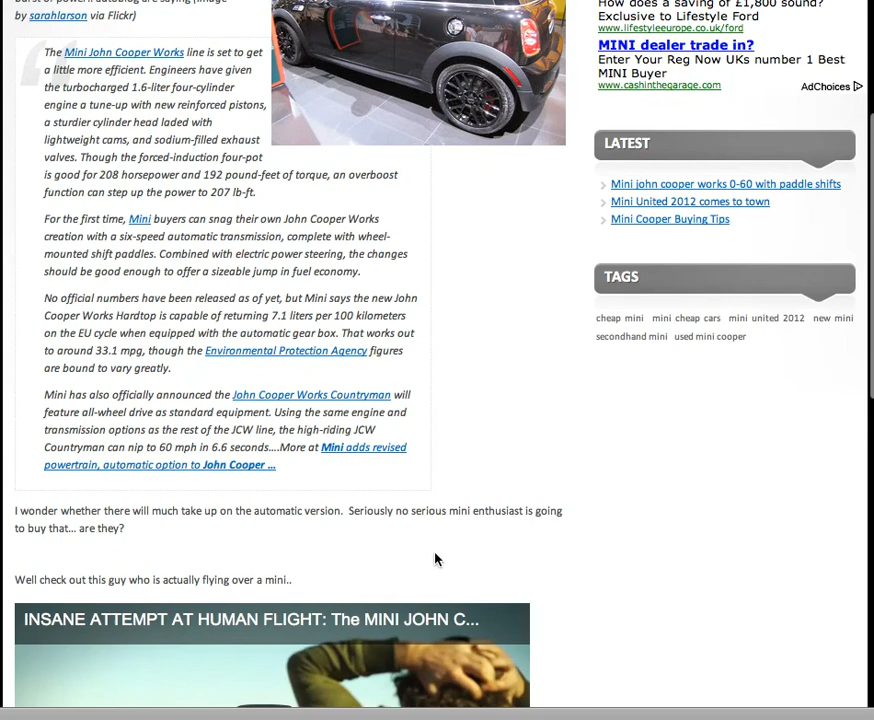 by sarahlarson via Flickr)
The Mini John Cooper Works line is set to get
a little more efficient. Engineers have given
the turbocharged 1.6-liter four-cylinder
engine a tune-up with new reinforced pistons,
a sturdier cylinder head laded with
lightweight cams, and sodium-filled exhaust
valves. Though the forced-induction four-pot
is good for 208 horsepower and 192 pound-feet of torque, an overboost
function can step up the power to 207 lb-ft.
For the first time, Mini buyers can snag their own John Cooper Works
creation with a six-speed automatic transmission, complete with wheel-
mounted shift paddles. Combined with electric power steering, the changes
should be good enough to offer a sizeable jump in fuel economy.
No official numbers have been released as of yet, but Mini says the new John
Cooper Works Hardtop is capable of returning 7.1 liters per 100 kilometers
on the EU cycle when equipped with the automatic gear box. That works out
to around 33.1 mpg, though the Environmental Protection Agency figures
are bound to vary greatly.
Mini has also officially announced the John Cooper Works Countryman will
feature all-wheel drive as standard equipment. Using the same engine and
transmission options as the rest of the JCW line, the high-riding JCW
Countryman can nip to 60 mph in 6.6 seconds....More at Mini adds revised
powertrain, automatic option to John Cooper ...
I wonder whether there will much take up on the automatic version. Seriously no serious mini enthusiast is going
to buy that... are they?
Well check out this guy who is actually flying over a mini..
INSANE ATTEMPT AT HUMAN FLIGHT: The MINI JOHN C...
How does a saving of £1,800 sound?
Exclusive to Lifestyle Ford
www.lifestyleeurope.co.uk/ford
MINI dealer trade in?
Enter Your Reg Now UKs number 1 Best
MINI Buyer
www.cashinthegarage.com
AdChoices
LATEST
Mini john cooper works 0-60 with paddle shifts
Mini United 2012 comes to town
Mini Cooper Buying Tips
TAGS
cheap mini mini cheap cars mini united 2012 new mini
secondhand mini used mini cooper